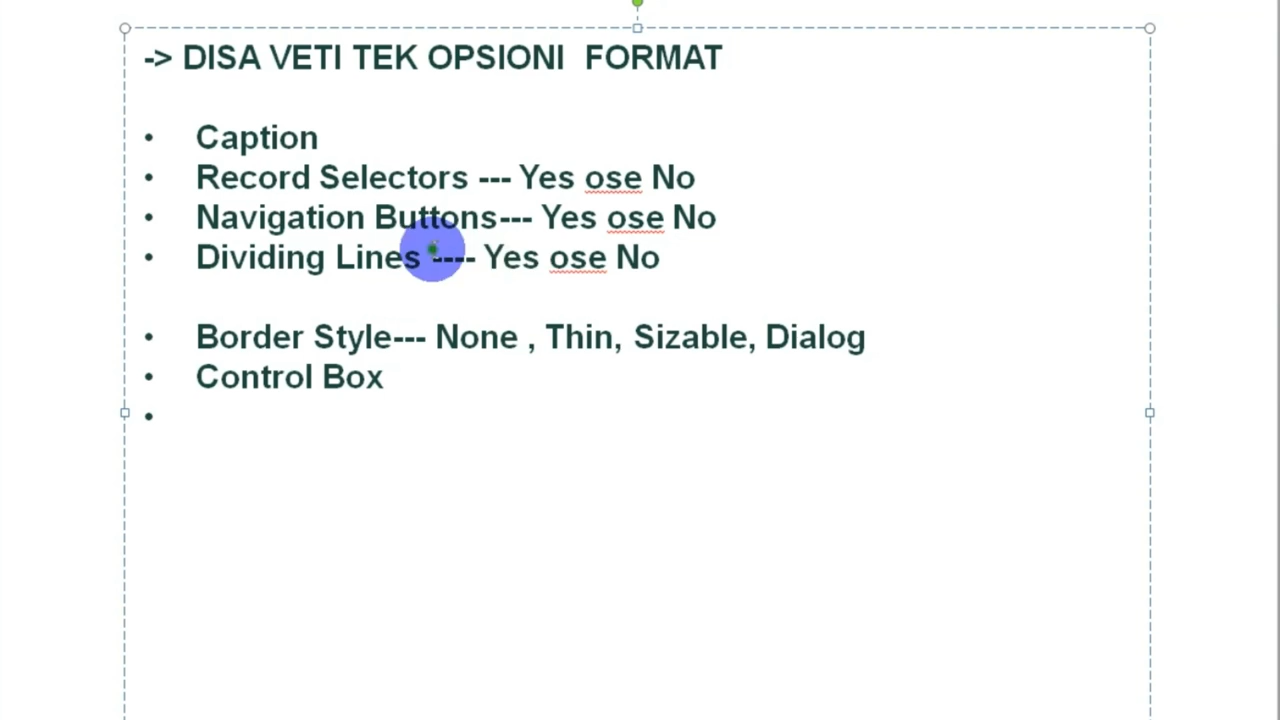 -> DISA VETI TEK OPSIONI  FORMAT
• Caption
• Record Selectors --- Yes ose No
• Navigation Buttons--- Yes ose No
• Dividing Lines ---- Yes ose No
• Border Style--- None , Thin, Sizable, Dialog
• Control Box
•